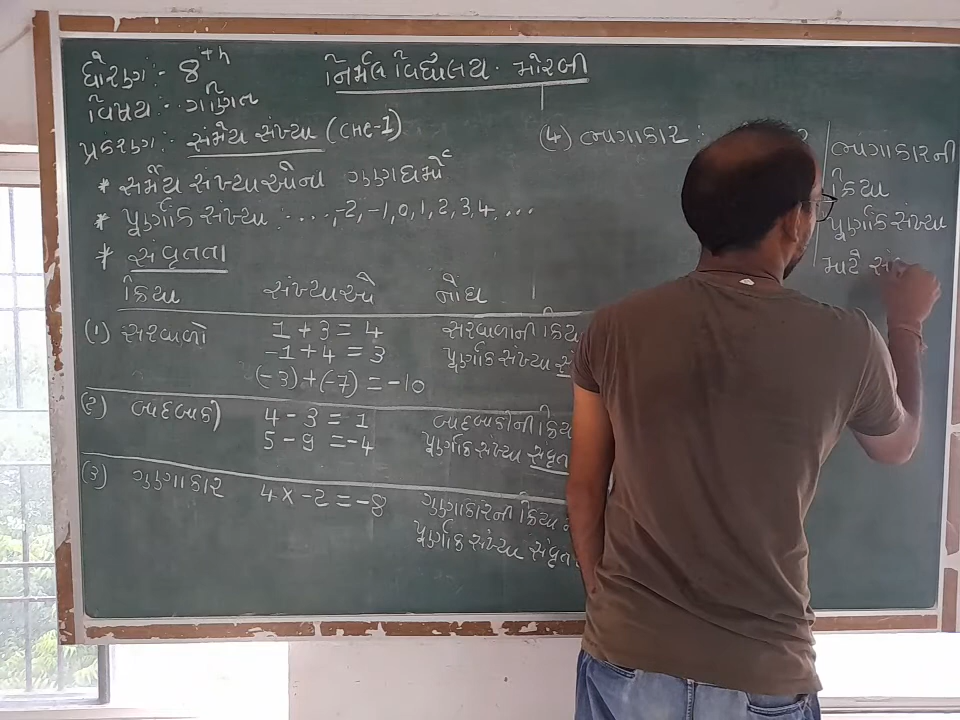 ધોરણ :- 8th
નિર્મલ વિદ્યાલય - મોરબી
વિષય :- ગણિત
પ્રકરણ :- સંમેય સંખ્યા (CHE-1)
* સંમેય સંખ્યાઓના ગુણધર્મો
* પૂર્ણાંક સંખ્યા : ...., -2, -1, 0, 1, 2, 3, 4, ...
* સંવૃતતા
ક્રિયા સંખ્યાઓ નોંધ
(1) સરવાળો 1 + 3 = 4 સરવાળાની ક્રિયા
-1 + 4 = 3 પૂર્ણાંક સંખ્યા
(-3) + (-7) = -10
(2) બાદબાકી 4 - 3 = 1 બાદબાકીની ક્રિયા
5 - 9 = -4 પૂર્ણાંક સંખ્યા સંવૃત
(3) ગુણાકાર 4 x -2 = -8 ગુણાકારની ક્રિયા
પૂર્ણાંક સંખ્યા સંવૃત
(4) ભાગાકાર :
ભાગાકારની
ક્રિયા
પૂર્ણાંક સંખ્યા
માટે સં